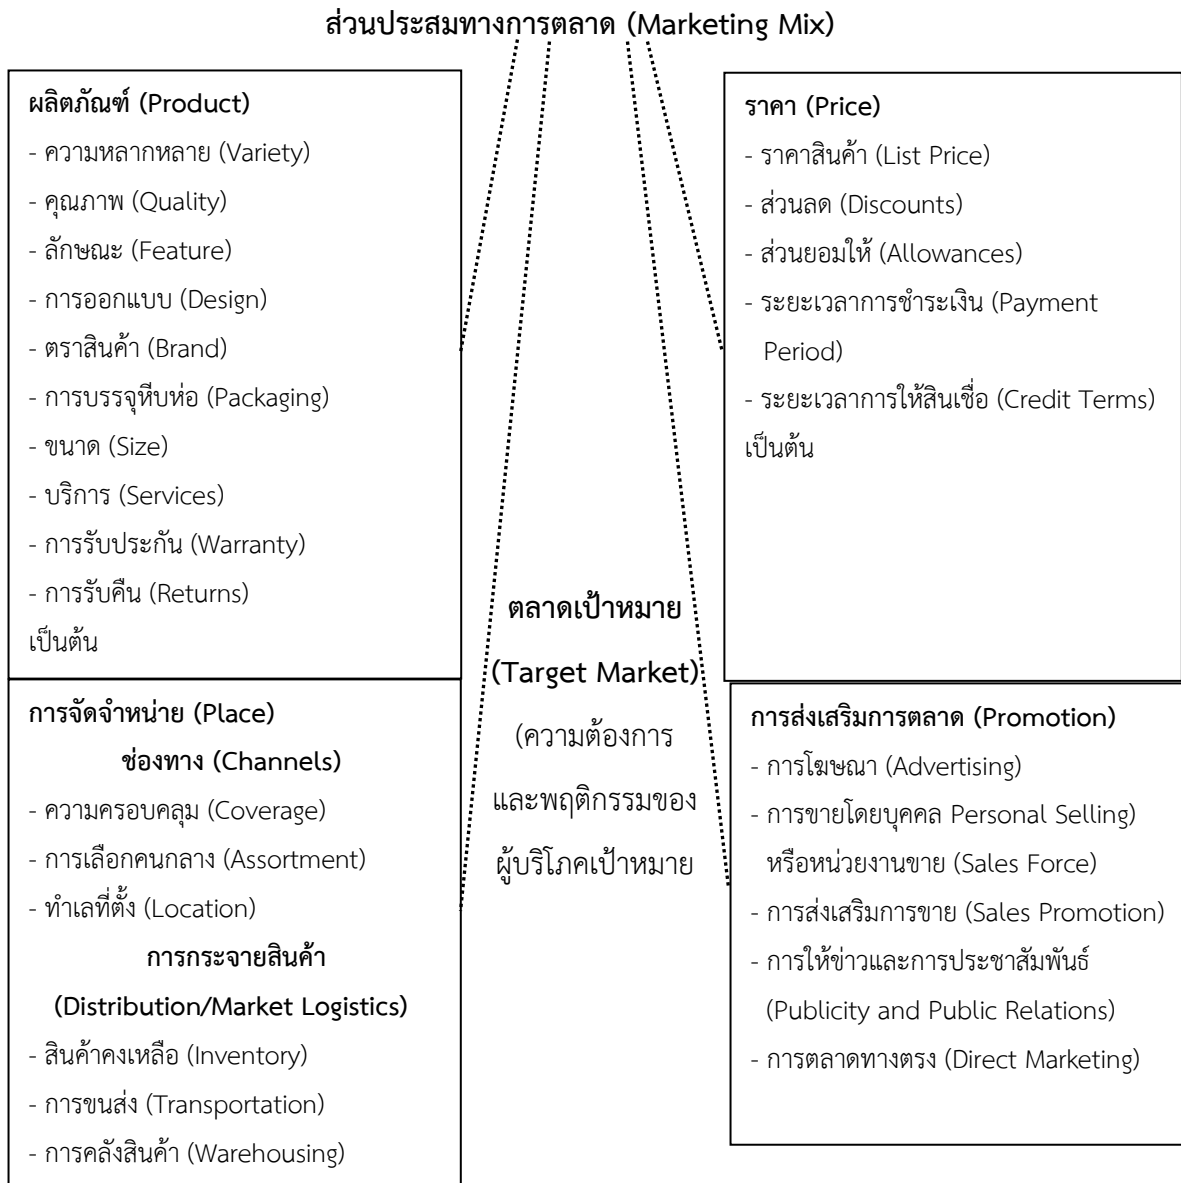 ส่วนประสมทางการตลาด (Marketing Mix)
ผลิตภัณฑ์ (Product)
- ความหลากหลาย (Variety)
- คุณภาพ (Quality)
- ลักษณะ (Feature)
- การออกแบบ (Design)
- ตราสินค้า (Brand)
- การบรรจุหีบห่อ (Packaging)
- ขนาด (Size)
- บริการ (Services)
- การรับประกัน (Warranty)
- การรับคืน (Returns)
เป็นต้น
ราคา (Price)
- ราคาสินค้า (List Price)
- ส่วนลด (Discounts)
- ส่วนยอมให้ (Allowances)
- ระยะเวลาการชำระเงิน (Payment
Period)
- ระยะเวลาการให้สินเชื่อ (Credit Terms)
เป็นต้น
ตลาดเป้าหมาย
(Target Market)
(ความต้องการ
และพฤติกรรมของ
ผู้บริโภคเป้าหมาย
การจัดจำหน่าย (Place)
ช่องทาง (Channels)
- ความครอบคลุม (Coverage)
- การเลือกคนกลาง (Assortment)
- ทำเลที่ตั้ง (Location)
การกระจายสินค้า
(Distribution/Market Logistics)
- สินค้าคงเหลือ (Inventory)
- การขนส่ง (Transportation)
- การคลังสินค้า (Warehousing)
การส่งเสริมการตลาด (Promotion)
- การโฆษณา (Advertising)
- การขายโดยบุคคล Personal Selling)
หรือหน่วยงานขาย (Sales Force)
- การส่งเสริมการขาย (Sales Promotion)
- การให้ข่าวและการประชาสัมพันธ์
(Publicity and Public Relations)
- การตลาดทางตรง (Direct Marketing)